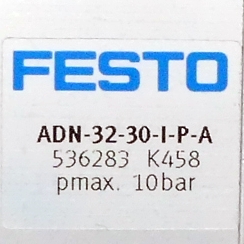 FESTO
ADN-32-30-I-P-A
536283 K458
pmax. 10bar